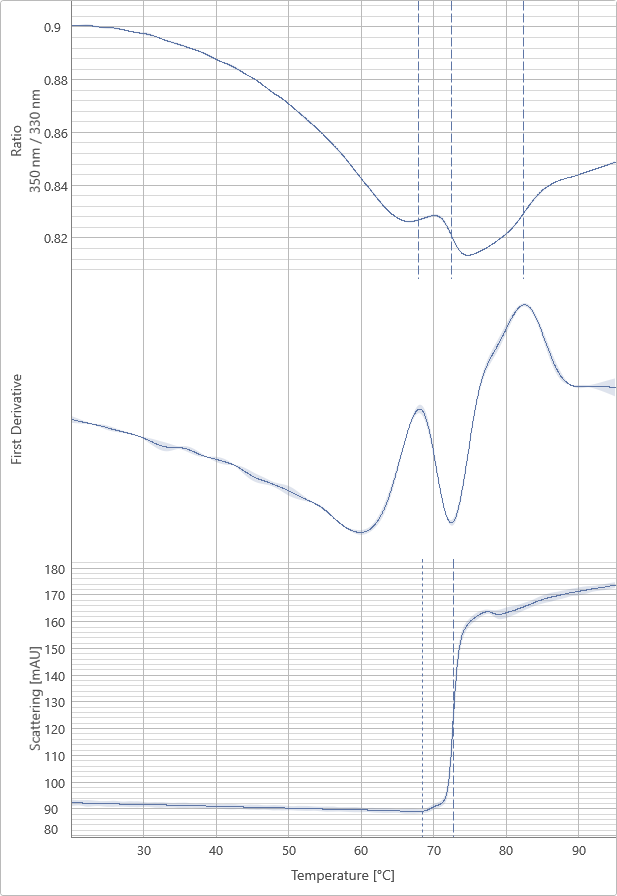 0.9
0.88
0.86
0.84
0.82
Ratio
350 nm / 330 nm
First Derivative
180
170
160
150
140
130
120
110
100
90
80
Scattering [mAU]
30 40 50 60 70 80 90
Temperature [°C]